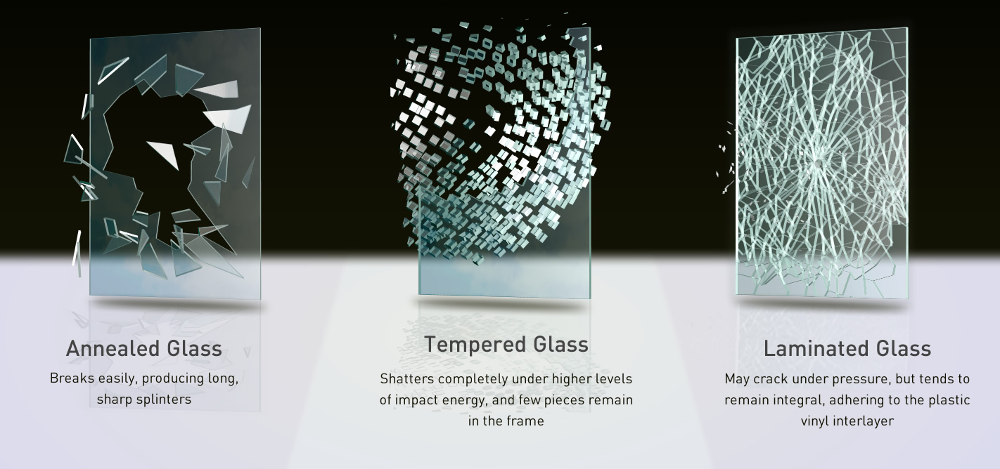 Annealed Glass
Breaks easily, producing long,
sharp splinters
Tempered Glass
Shatters completely under higher levels
of impact energy, and few pieces remain
in the frame
Laminated Glass
May crack under pressure, but tends to
remain integral, adhering to the plastic
vinyl interlayer